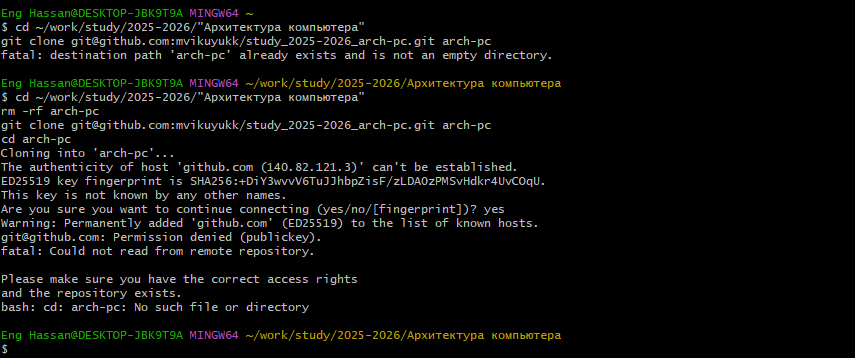 Eng Hassan@DESKTOP-JBK9T9A MINGW64 ~
$ cd ~/work/study/2025-2026/"Архитектура компьютера"
git clone git@github.com:mvikuyukk/study_2025-2026_arch-pc.git arch-pc
fatal: destination path 'arch-pc' already exists and is not an empty directory.
Eng Hassan@DESKTOP-JBK9T9A MINGW64 ~/work/study/2025-2026/Архитектура компьютера
$ cd ~/work/study/2025-2026/"Архитектура компьютера"
rm -rf arch-pc
git clone git@github.com:mvikuyukk/study_2025-2026_arch-pc.git arch-pc
cd arch-pc
Cloning into 'arch-pc'...
The authenticity of host 'github.com (140.82.121.3)' can't be established.
ED25519 key fingerprint is SHA256:+DiY3wvvV6TuJJhbpZisF/zLDAOzPMSvHdkr4UvCOqU.
This key is not known by any other names.
Are you sure you want to continue connecting (yes/no/[fingerprint])? yes
Warning: Permanently added 'github.com' (ED25519) to the list of known hosts.
git@github.com: Permission denied (publickey).
fatal: Could not read from remote repository.
Please make sure you have the correct access rights
and the repository exists.
bash: cd: arch-pc: No such file or directory
Eng Hassan@DESKTOP-JBK9T9A MINGW64 ~/work/study/2025-2026/Архитектура компьютера
$